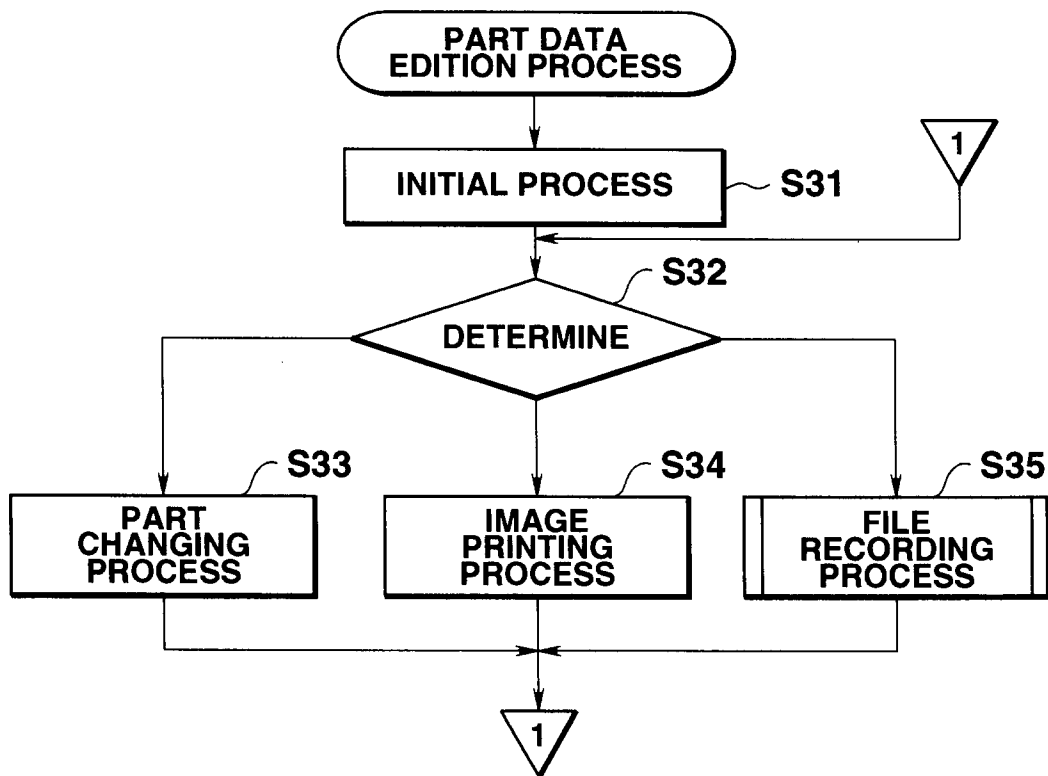 PART DATA
EDITION PROCESS
1
INITIAL PROCESS
S31
S32
DETERMINE
S33
S34
S35
PART
CHANGING
PROCESS
IMAGE
PRINTING
PROCESS
FILE
RECORDING
PROCESS
1